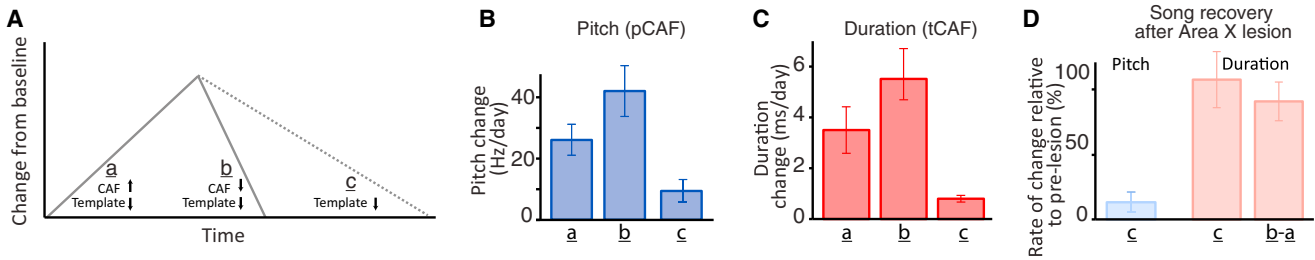 A
Change from baseline
a
CAF ↑
Template ↓
b
CAF ↓
Template ↓
c
Template ↓
Time
B
Pitch (pCAF)
Pitch change
(Hz/day)
40
20
0
a b c
C
Duration (tCAF)
Duration
change (ms/day)
6
4
2
0
a b c
D
Song recovery
after Area X lesion
Rate of change relative
to pre-lesion (%)
100
50
0
Pitch Duration
c c b-a